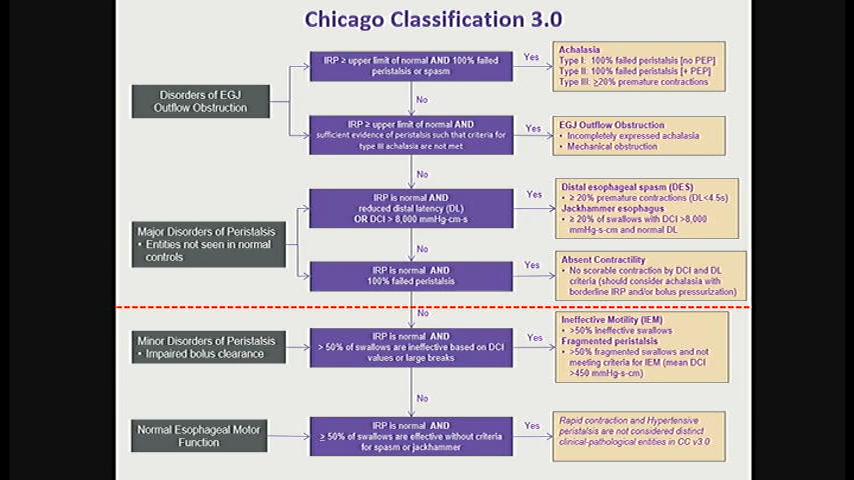 Chicago Classification 3.0
Disorders of EGJ
Outflow Obstruction
IRP ≥ upper limit of normal AND 100% failed
peristalsis or spasm
Yes
Achalasia
Type I: 100% failed peristalsis [no PEP]
Type II: 100% failed peristalsis [+ PEP]
Type III: ≥20% premature contractions
No
IRP ≥ upper limit of normal AND
sufficient evidence of peristalsis such that criteria for
type III achalasia are not met
Yes
EGJ Outflow Obstruction
• Incompletely expressed achalasia
• Mechanical obstruction
No
Major Disorders of Peristalsis
• Entities not seen in normal
controls
IRP is normal AND
reduced distal latency (DL)
OR DCI > 8,000 mmHg-cm-s
Yes
Distal esophageal spasm (DES)
• ≥ 20% premature contractions (DL<4.5s)
Jackhammer esophagus
• ≥ 20% of swallows with DCI >8,000
mmHg-s-cm and normal DL
No
IRP is normal AND
100% failed peristalsis
Yes
Absent Contractility
• No scorable contraction by DCI and DL
criteria (should consider achalasia with
borderline IRP and/or bolus pressurization)
No
Minor Disorders of Peristalsis
• Impaired bolus clearance
IRP is normal AND
> 50% of swallows are ineffective based on DCI
values or large breaks
Yes
Ineffective Motility (IEM)
• >50% ineffective swallows
Fragmented peristalsis
• >50% fragmented swallows and not
meeting criteria for IEM (mean DCI
>450 mmHg-s-cm)
No
Normal Esophageal Motor
Function
IRP is normal AND
≥ 50% of swallows are effective without criteria
for spasm or jackhammer
Yes
Rapid contraction and Hypertensive
peristalsis are not considered distinct
clinical-pathological entities in CC v3.0